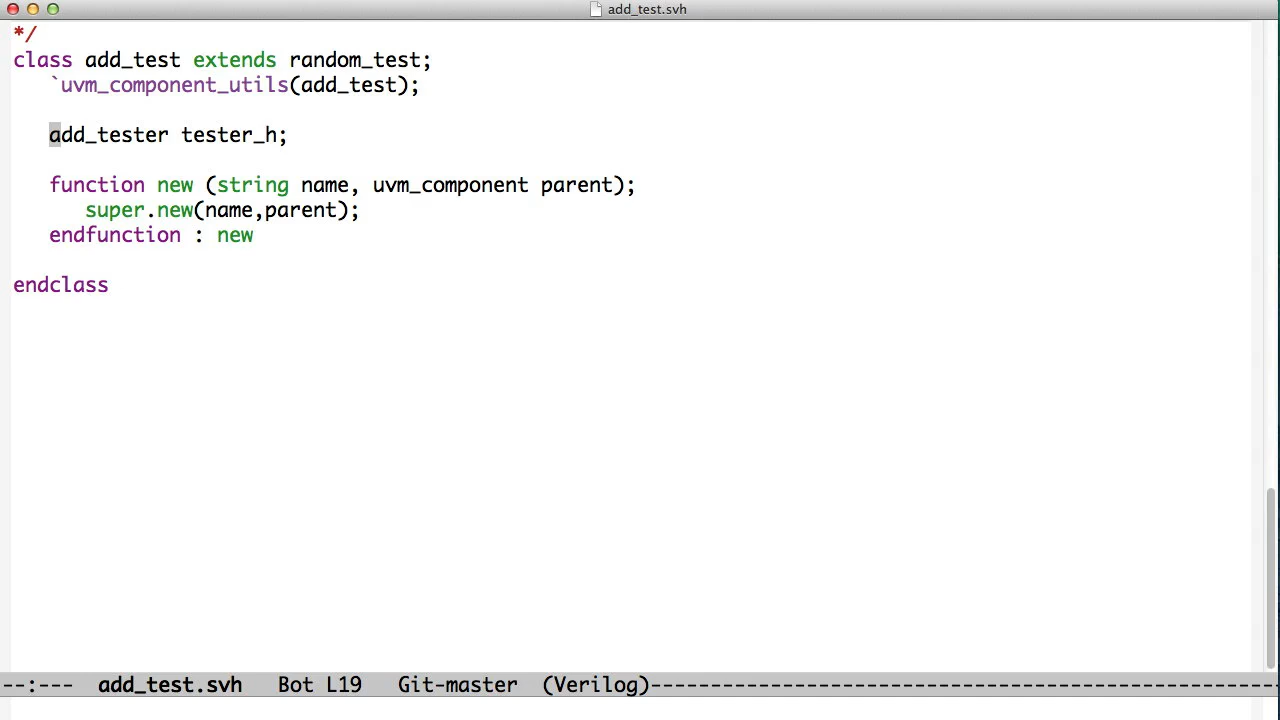 add_test.svh
*/
class add_test extends random_test;
`uvm_component_utils(add_test);
add_tester tester_h;
function new (string name, uvm_component parent);
super.new(name,parent);
endfunction : new
endclass
--:--- add_test.svh Bot L19 Git-master (Verilog)-----------------------------------------------------